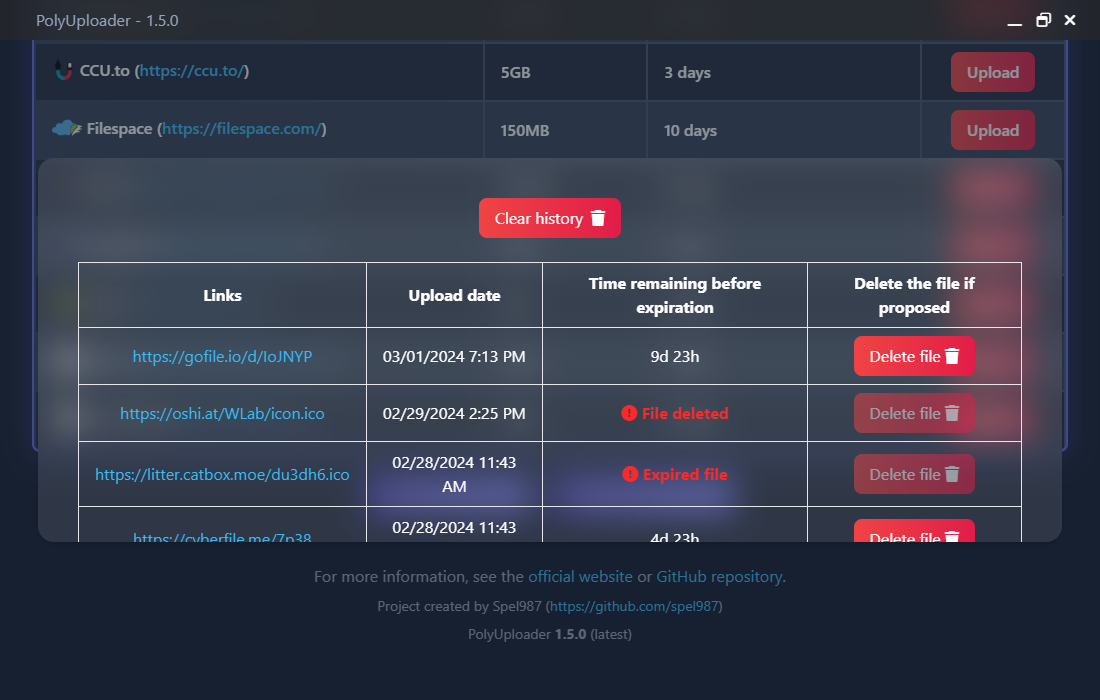 PolyUploader - 1.5.0
CCU.to (https://ccu.to/)
5GB
3 days
Upload
Filespace (https://filespace.com/)
150MB
10 days
Upload
Clear history
Links
Upload date
Time remaining before
expiration
Delete the file if
proposed
https://gofile.io/d/IoJNYP
03/01/2024 7:13 PM
9d 23h
Delete file
https://oshi.at/WLab/icon.ico
02/29/2024 2:25 PM
File deleted
Delete file
https://litter.catbox.moe/du3dh6.ico
02/28/2024 11:43
AM
Expired file
Delete file
https://cyberfile.me/7p38
02/28/2024 11:43
4d 23h
Delete file
For more information, see the official website or GitHub repository.
Project created by Spel987 (https://github.com/spel987)
PolyUploader 1.5.0 (latest)